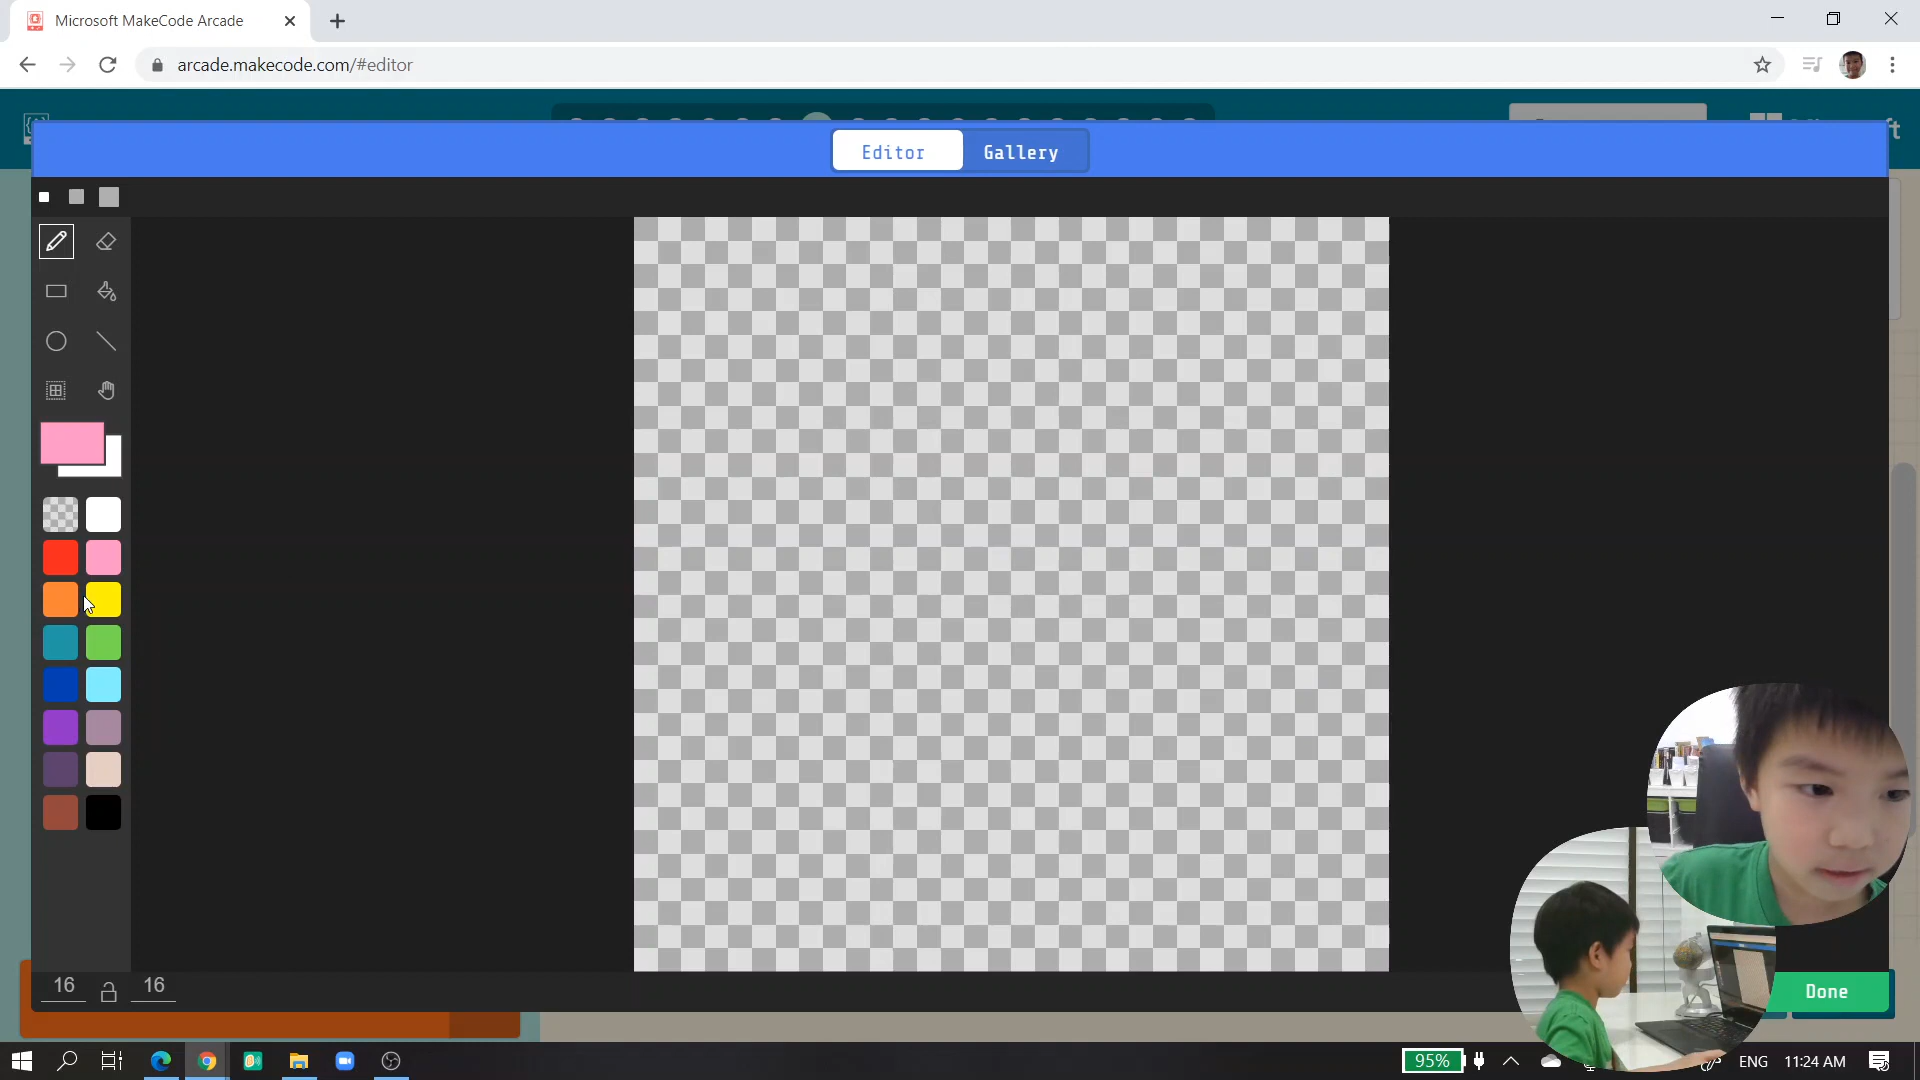 Microsoft MakeCode Arcade
arcade.makecode.com/#editor
Editor
Gallery
16
16
Done
95%
ENG
11:24 AM